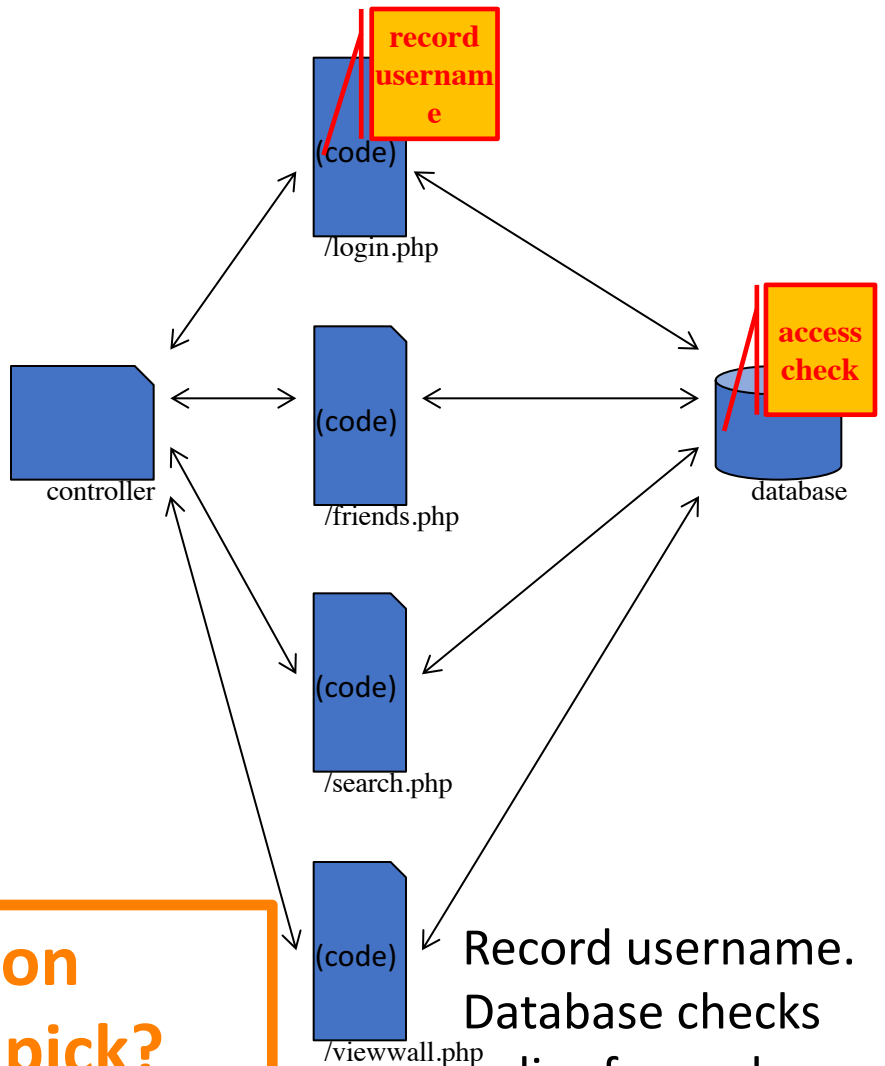 record
usernam
e
(code)
/login.php
access
check
(code)
controller
database
/friends.php
(code)
/search.php
on
pick?
(code)
Record username.
Database checks
/viewwall.php